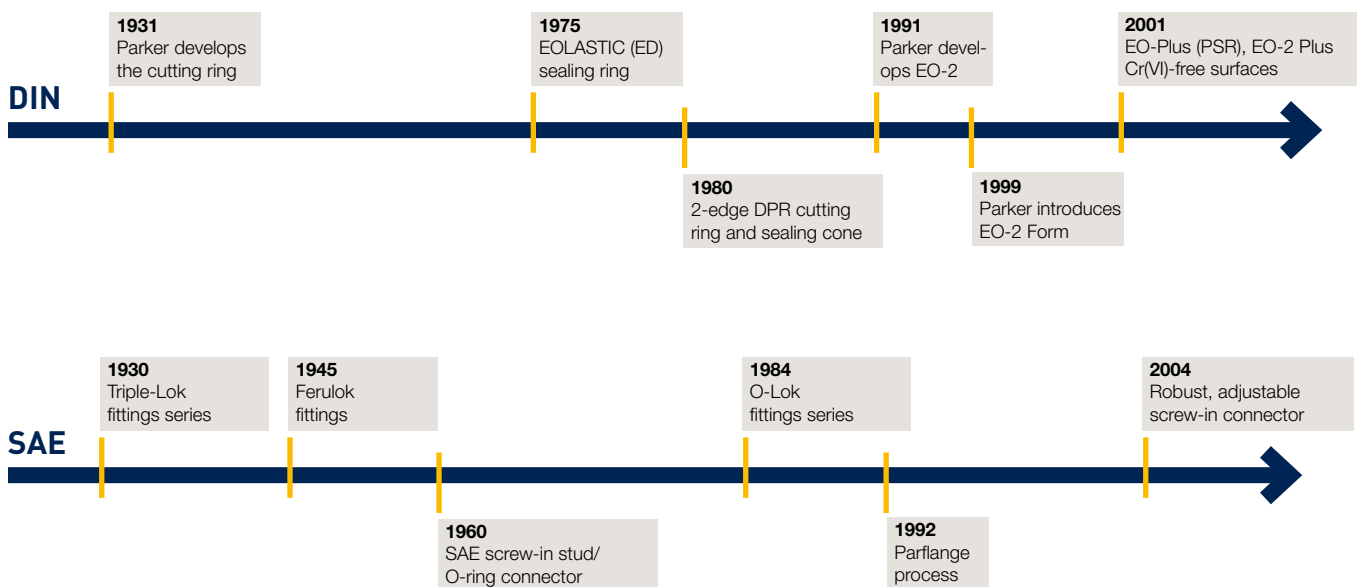 1931
Parker develops
the cutting ring
1975
EOLASTIC (ED)
sealing ring
1991
Parker devel-
ops EO-2
2001
EO-Plus (PSR), EO-2 Plus
Cr(VI)-free surfaces
DIN
1980
2-edge DPR cutting
ring and sealing cone
1999
Parker introduces
EO-2 Form
1930
Triple-Lok
fittings series
1945
Ferulok
fittings
1984
O-Lok
fittings series
2004
Robust, adjustable
screw-in connector
SAE
1960
SAE screw-in stud/
O-ring connector
1992
Parflange
process